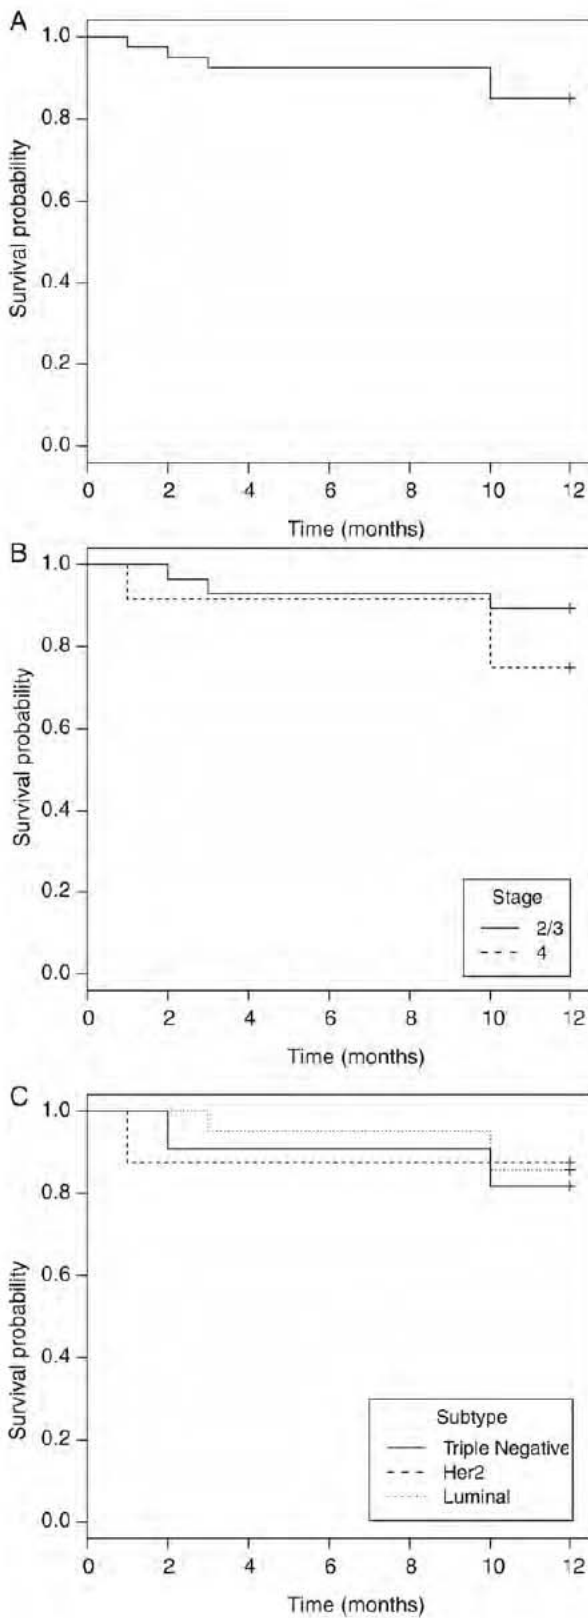 A
1.0
0.8
0.6
0.4
0.2
0.0
Survival probability
0 2 4 6 8 10 12
Time (months)
B
1.0
0.8
0.6
0.4
0.2
0.0
Survival probability
Stage
2/3
4
0 2 4 6 8 10 12
Time (months)
C
1.0
0.8
0.6
0.4
0.2
0.0
Survival probability
Subtype
Triple Negative
Her2
Luminal
0 2 4 6 8 10 12
Time (months)